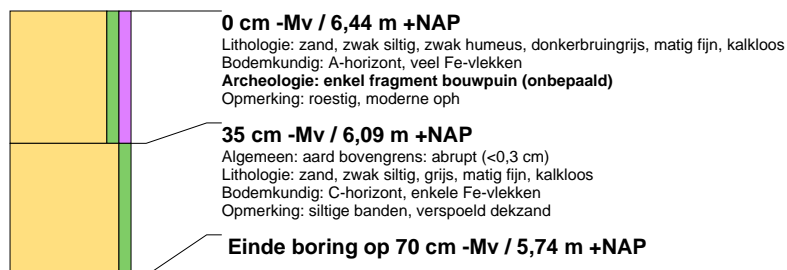 0 cm -Mv / 6,44 m +NAP
Lithologie: zand, zwak siltig, zwak humeus, donkerbruingrijs, matig fijn, kalkloos
Bodemkundig: A-horizont, veel Fe-vlekken
Archeologie: enkel fragment bouwpuin (onbepaald)
Opmerking: roestig, moderne oph
35 cm -Mv / 6,09 m +NAP
Algemeen: aard bovengrens: abrupt (<0,3 cm)
Lithologie: zand, zwak siltig, grijs, matig fijn, kalkloos
Bodemkundig: C-horizont, enkele Fe-vlekken
Opmerking: siltige banden, verspoeld dekzand
Einde boring op 70 cm -Mv / 5,74 m +NAP